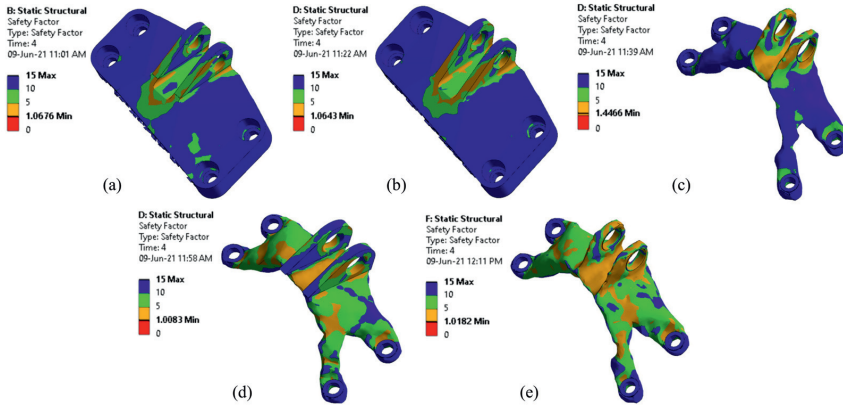 B: Static Structural
Safety Factor
Type: Safety Factor
Time: 4
09-Jun-21 11:01 AM
15 Max
10
5
1.0676 Min
0
(a)
D: Static Structural
Safety Factor
Type: Safety Factor
Time: 4
09-Jun-21 11:22 AM
15 Max
10
5
1.0643 Min
0
(b)
D: Static Structural
Safety Factor
Type: Safety Factor
Time: 4
09-Jun-21 11:39 AM
15 Max
10
5
1.4466 Min
0
(c)
D: Static Structural
Safety Factor
Type: Safety Factor
Time: 4
09-Jun-21 11:58 AM
15 Max
10
5
1.0083 Min
0
(d)
F: Static Structural
Safety Factor
Type: Safety Factor
Time: 4
09-Jun-21 12:11 PM
15 Max
10
5
1.0182 Min
0
(e)